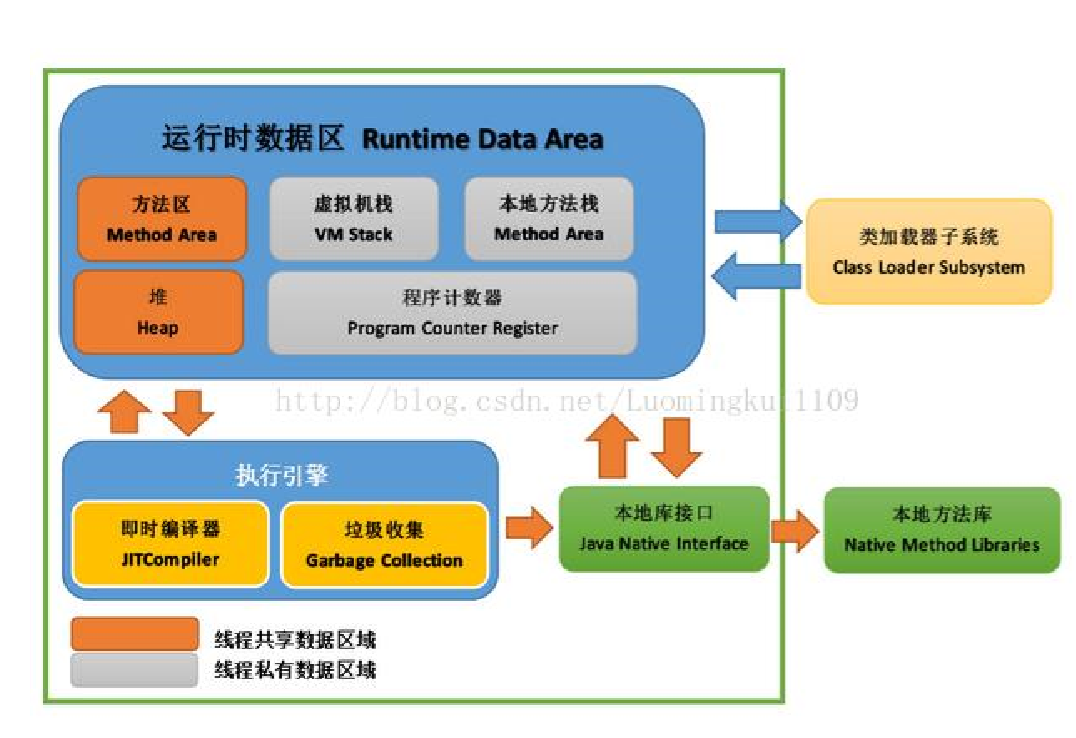 运行时数据区 Runtime Data Area
方法区
Method Area
虚拟机栈
VM Stack
本地方法栈
Method Area
堆
Heap
程序计数器
Program Counter Register
类加载器子系统
Class Loader Subsystem
http://blog.csdn.net/Luomingkui1109
执行引擎
即时编译器
JITCompiler
垃圾收集
Garbage Collection
本地库接口
Java Native Interface
本地方法库
Native Method Libraries
线程共享数据区域
线程私有数据区域